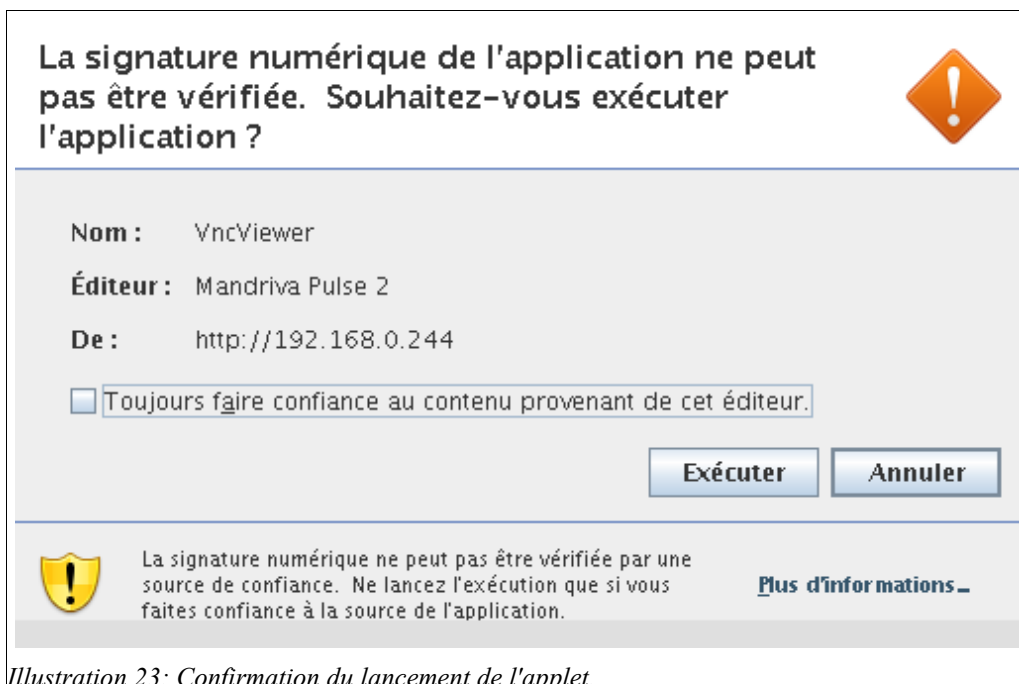 La signature numérique de l'application ne peut
pas être vérifiée. Souhaitez-vous exécuter
l'application ?
Nom : VncViewer
Éditeur : Mandriva Pulse 2
De : http://192.168.0.244
Toujours faire confiance au contenu provenant de cet éditeur.
Exécuter Annuler
La signature numérique ne peut pas être vérifiée par une
source de confiance. Ne lancez l'exécution que si vous
faites confiance à la source de l'application.
Plus d'informations...
Illustration 23: Confirmation du lancement de l'applet